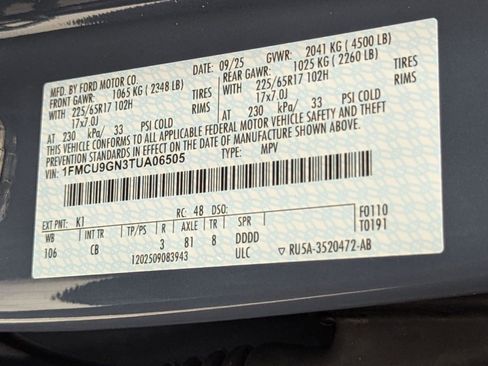 MFD. BY FORD MOTOR CO.
DATE: 09/25 GVWR: 2041 KG ( 4500 LB)
FRONT GAWR: 1065 KG ( 2348 LB) REAR GAWR: 1025 KG ( 2260 LB)
WITH 225/65R17 102H TIRES WITH 225/65R17 102H TIRES
17x7.0J RIMS 17x7.0J RIMS
AT 230 kPa/ 33 PSI COLD AT 230 kPa/ 33 PSI COLD
THIS VEHICLE CONFORMS TO ALL APPLICABLE FEDERAL MOTOR VEHICLE SAFETY AND THEFT
PREVENTION STANDARDS IN EFFECT ON THE DATE OF MANUFACTURE SHOWN ABOVE.
VIN: 1FMCU9GN3TUA06505
TYPE: MPV
EXT PNT: K1 RC: 48 DSO: F0110
WB INT TR TP/PS R AXLE TR SPR T0191
106 CB 3 81 8 DDDD
1202509083943 ULC RU5A-3520472-AB